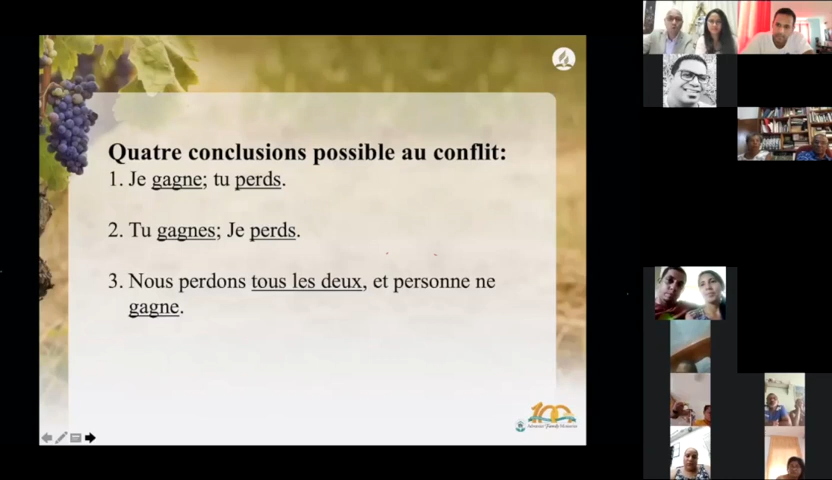 Quatre conclusions possible au conflit:
1. Je gagne; tu perds.
2. Tu gagnes; Je perds.
3. Nous perdons tous les deux, et personne ne
gagne.
100